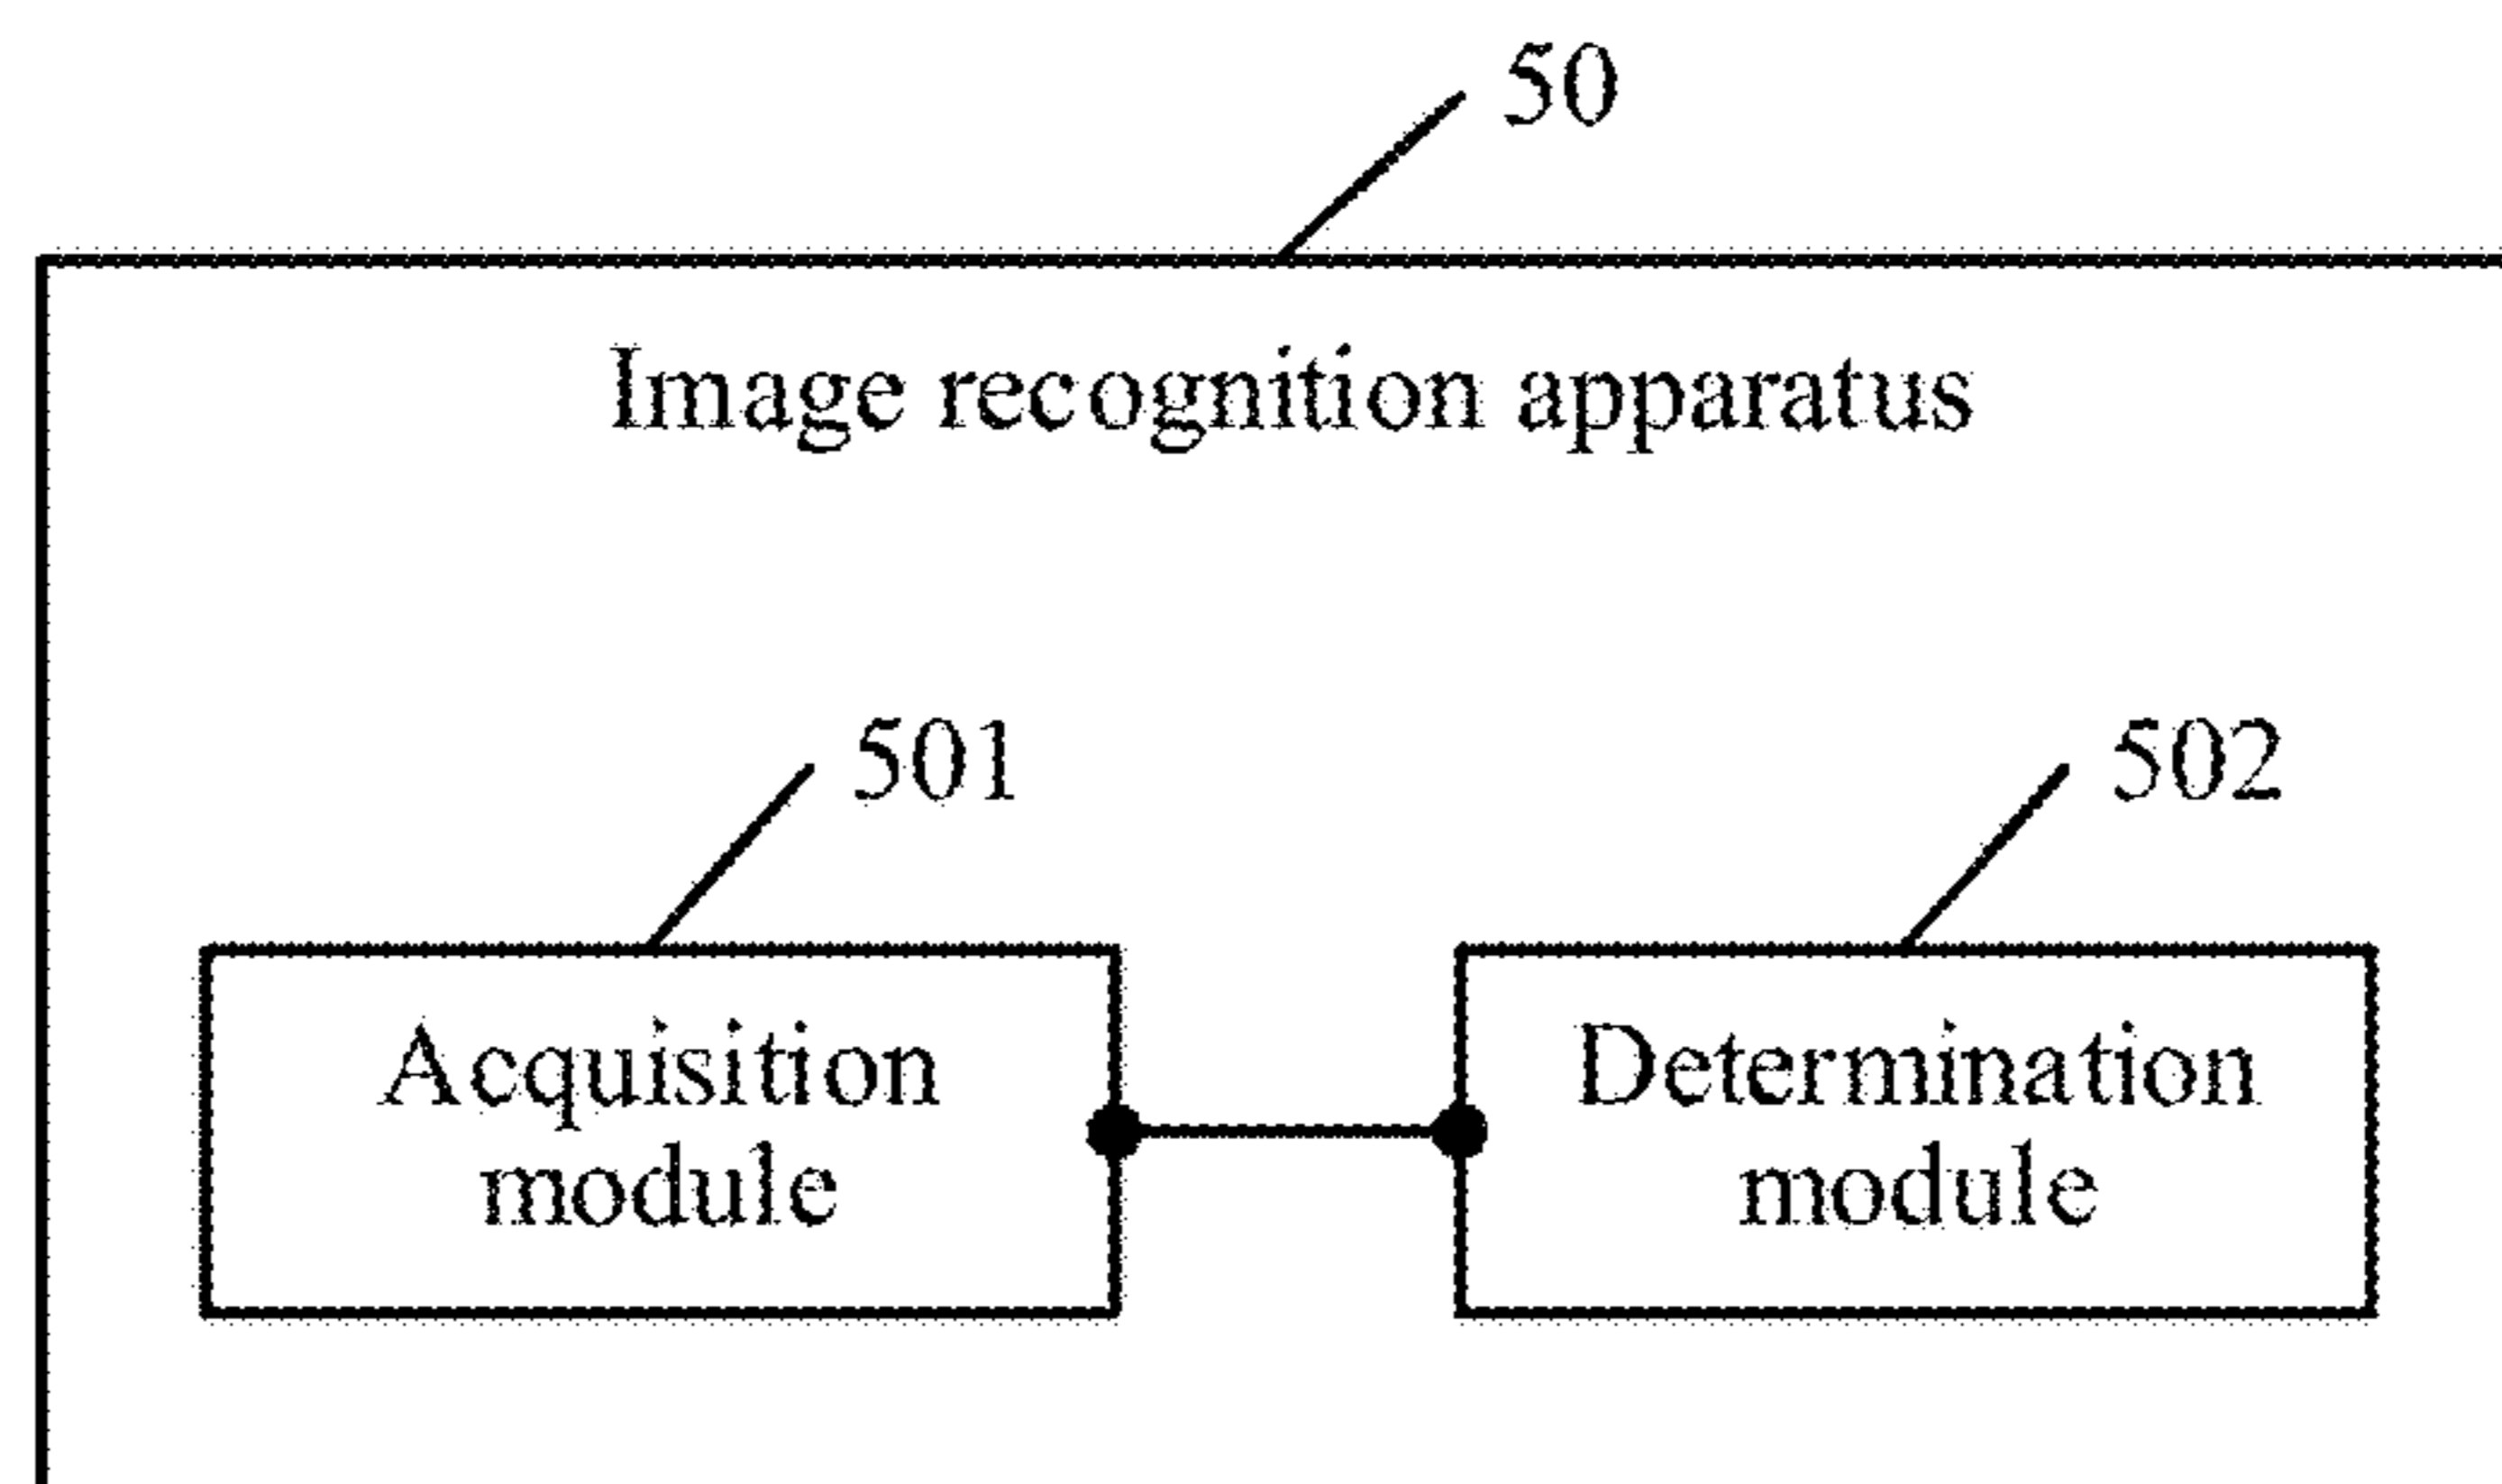 50
Image recognition apparatus
501
502
Acquisition
module
Determination
module